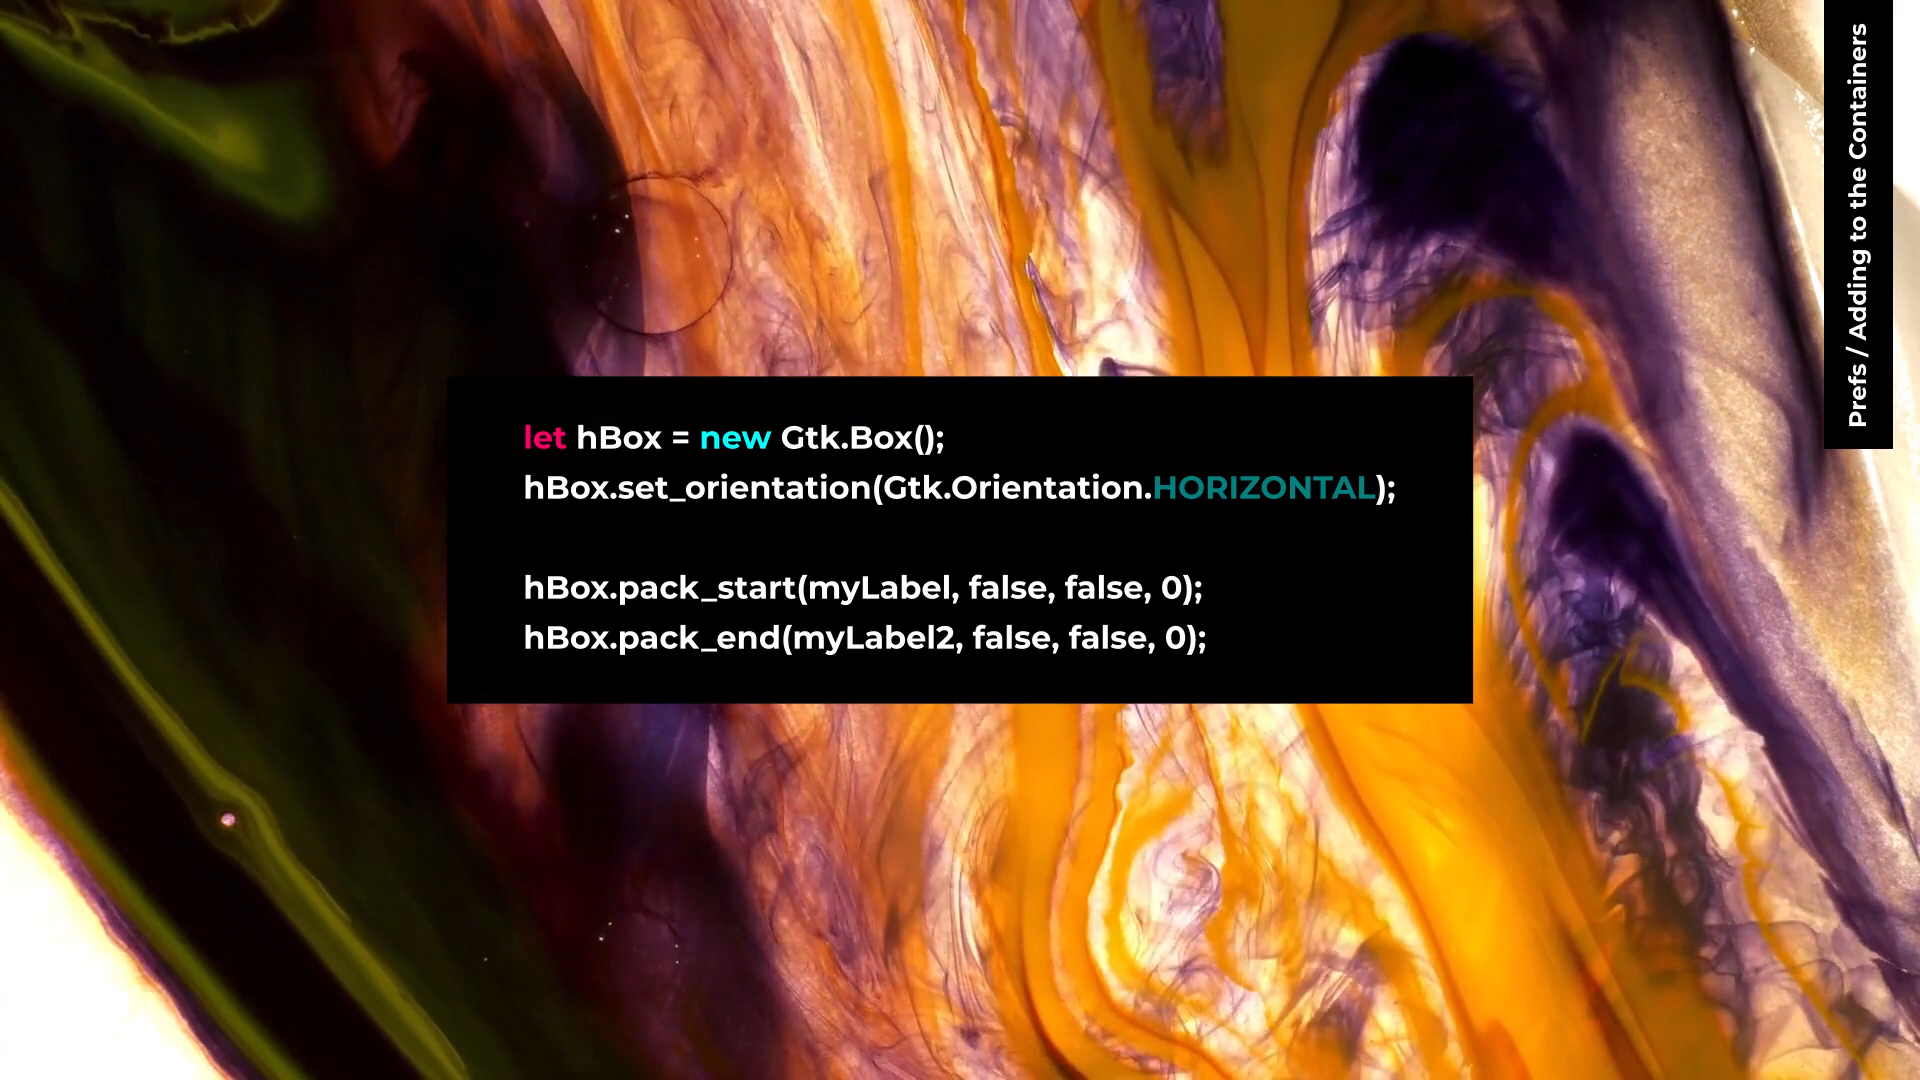 Prefs / Adding to the Containers
let hBox = new Gtk.Box();
hBox.set_orientation(Gtk.Orientation.HORIZONTAL);
hBox.pack_start(myLabel, false, false, 0);
hBox.pack_end(myLabel2, false, false, 0);